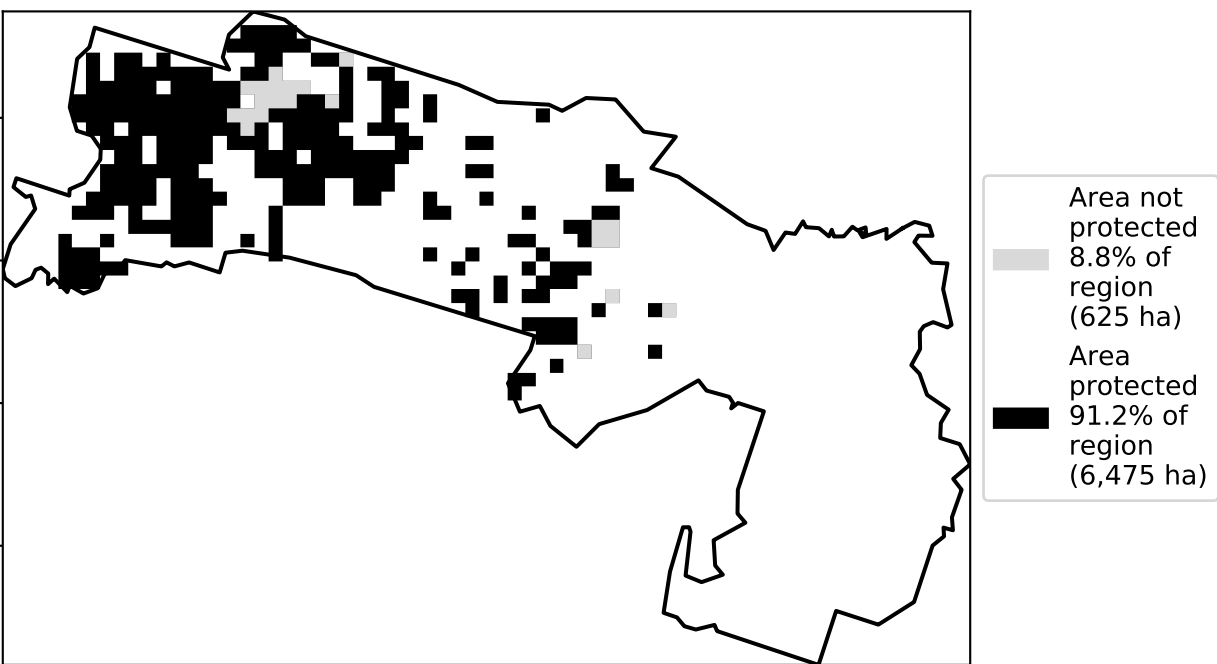 Area not
protected
8.8% of
region
(625 ha)
Area
protected
91.2% of
region
(6,475 ha)